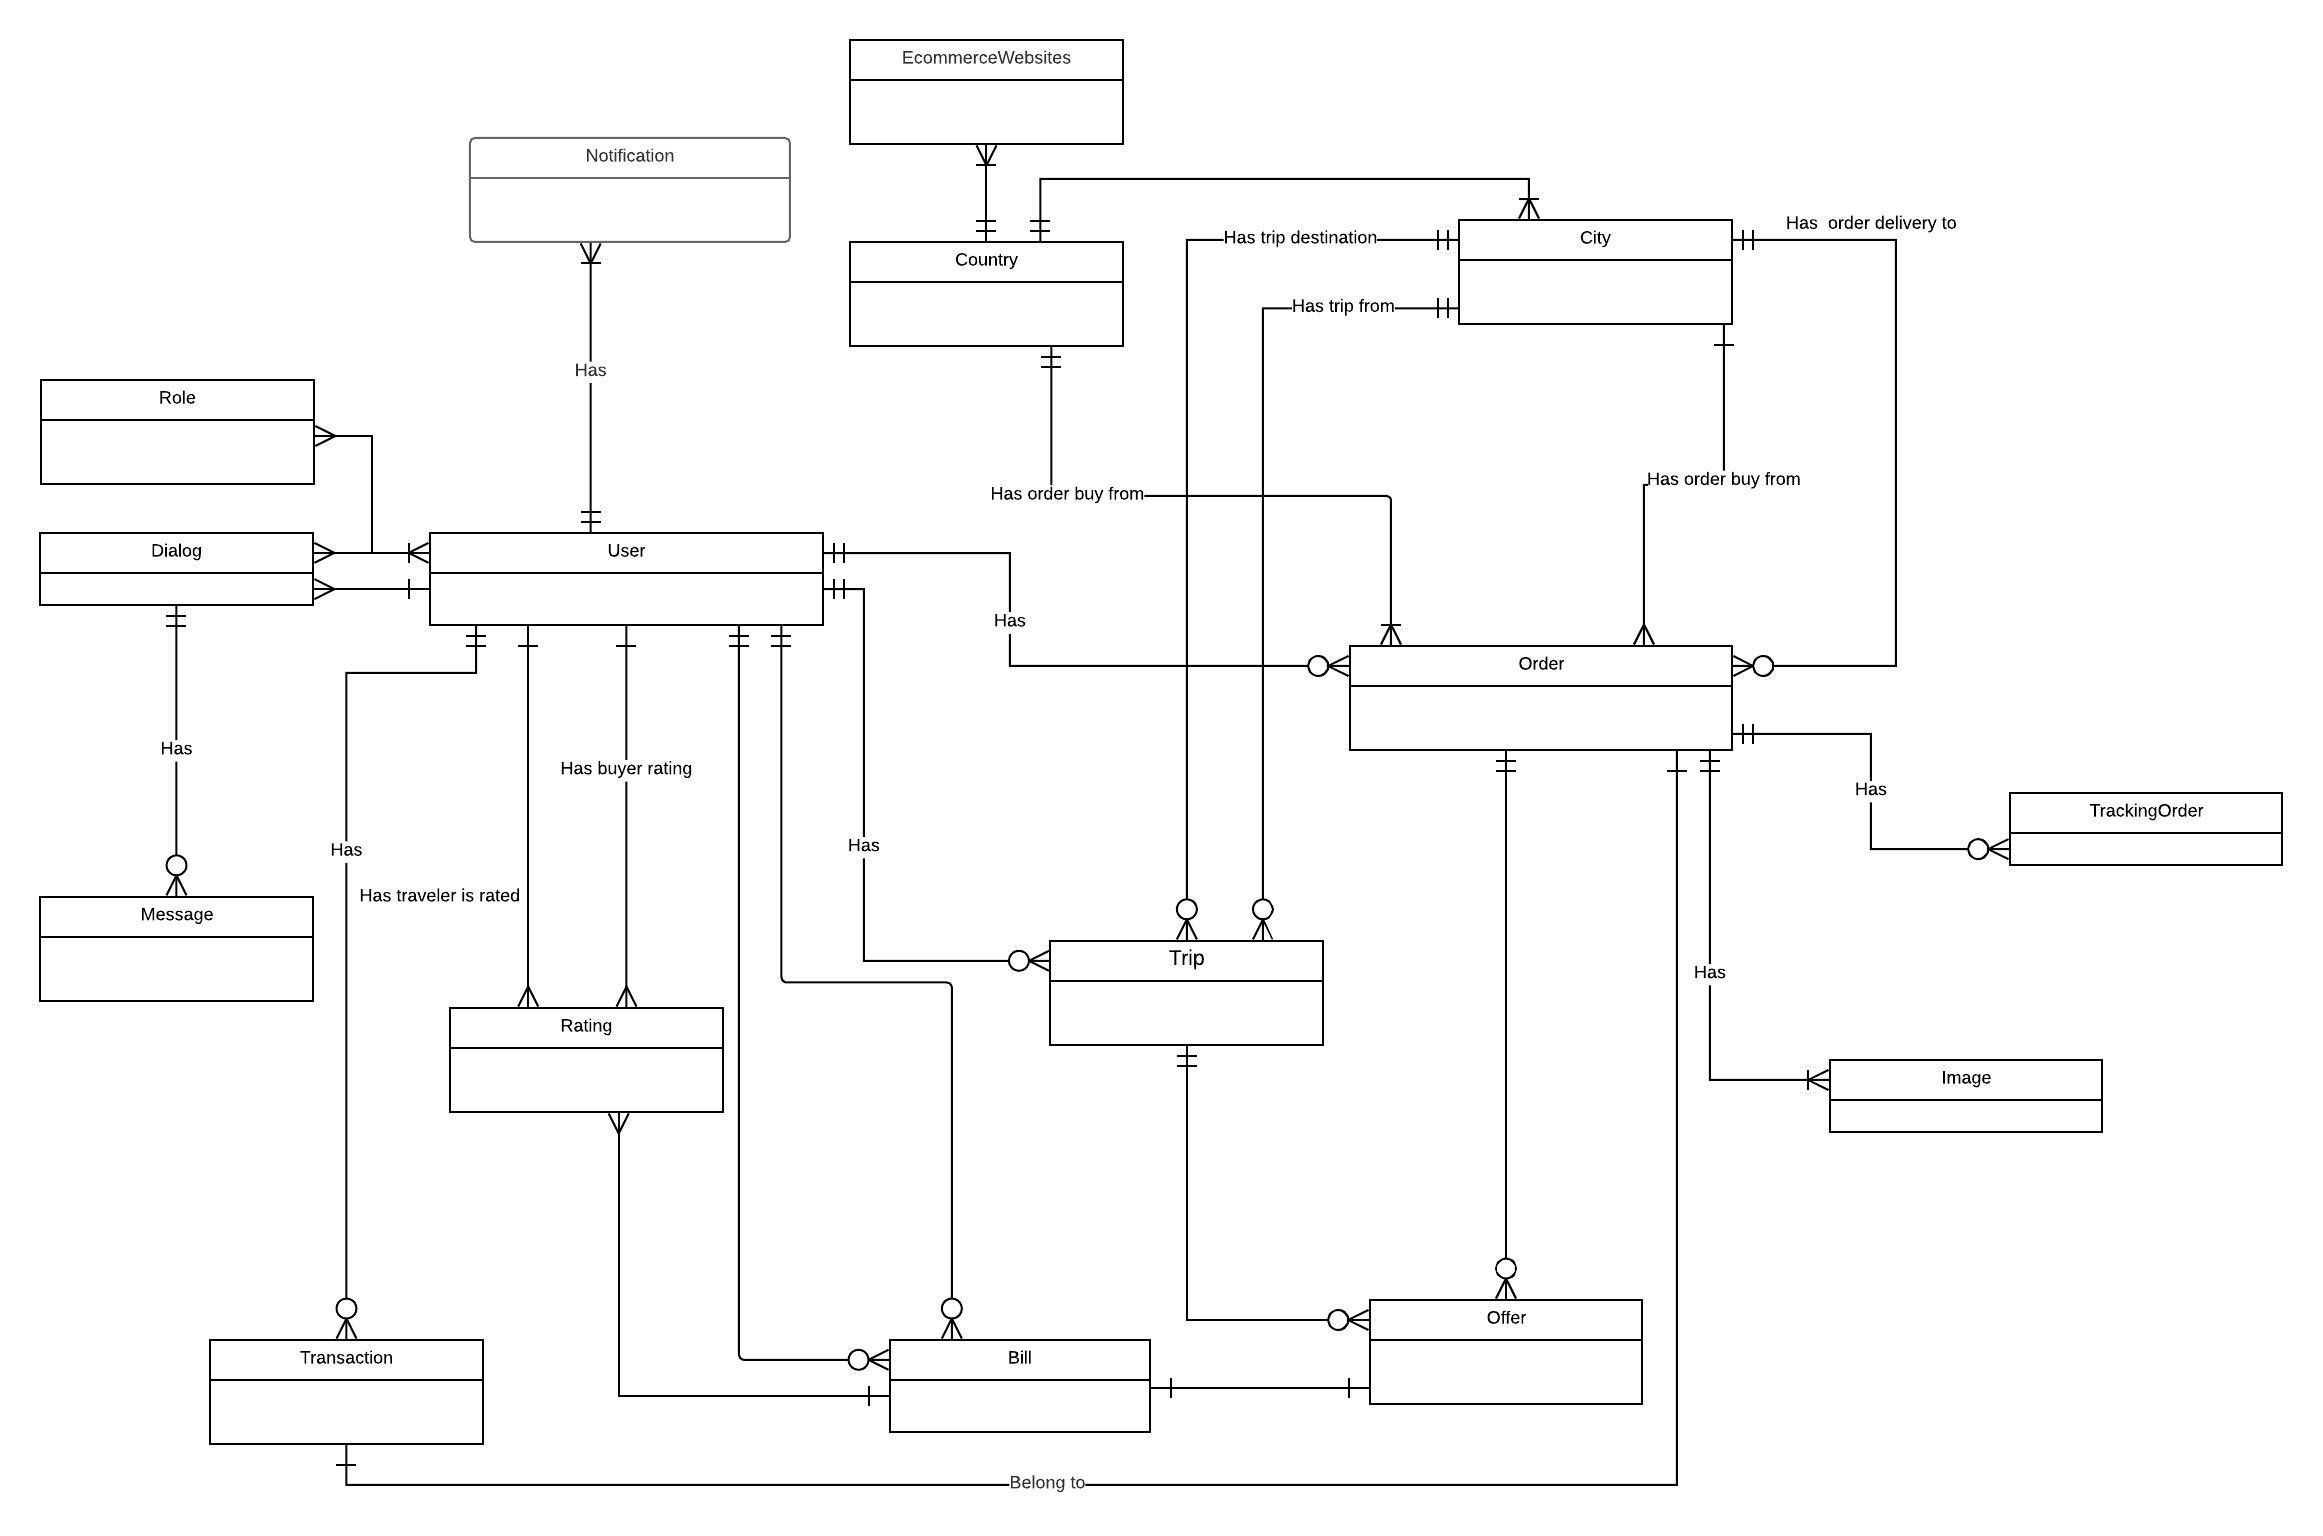 EcommerceWebsites
Notification
Has  order delivery to
Has trip destination
City
Country
Has trip from
Has
Role
Has order buy from
Has order buy from
Dialog
User
Has
Order
Has
Has buyer rating
Has
TrackingOrder
Has
Has
Has traveler is rated
Message
Trip
Has
Rating
Image
Offer
Transaction
Bill
Belong to